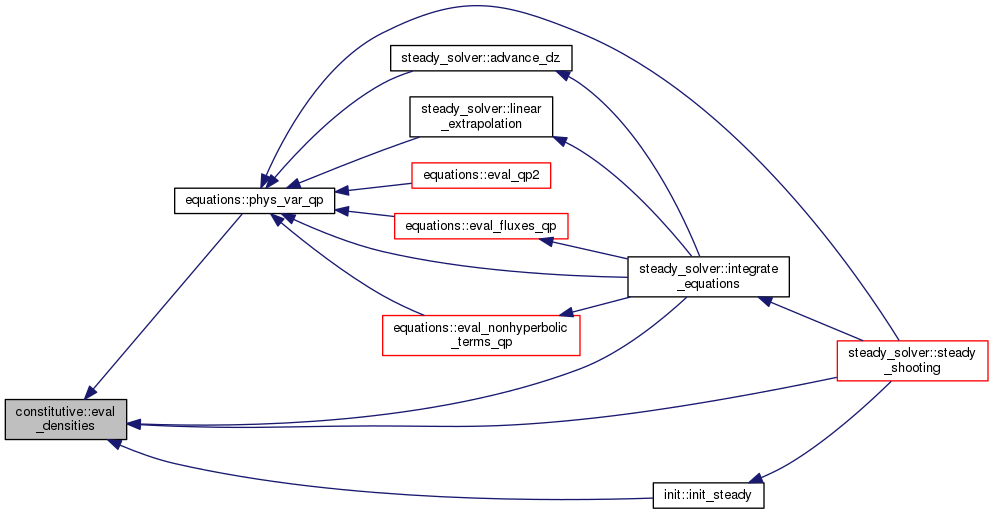 steady_solver::advance_dz
steady_solver::linear
_extrapolation
equations::eval_qp2
equations::phys_var_qp
equations::eval_fluxes_qp
steady_solver::integrate
_equations
equations::eval_nonhyperbolic
_terms_qp
steady_solver::steady
_shooting
constitutive::eval
_densities
init::init_steady